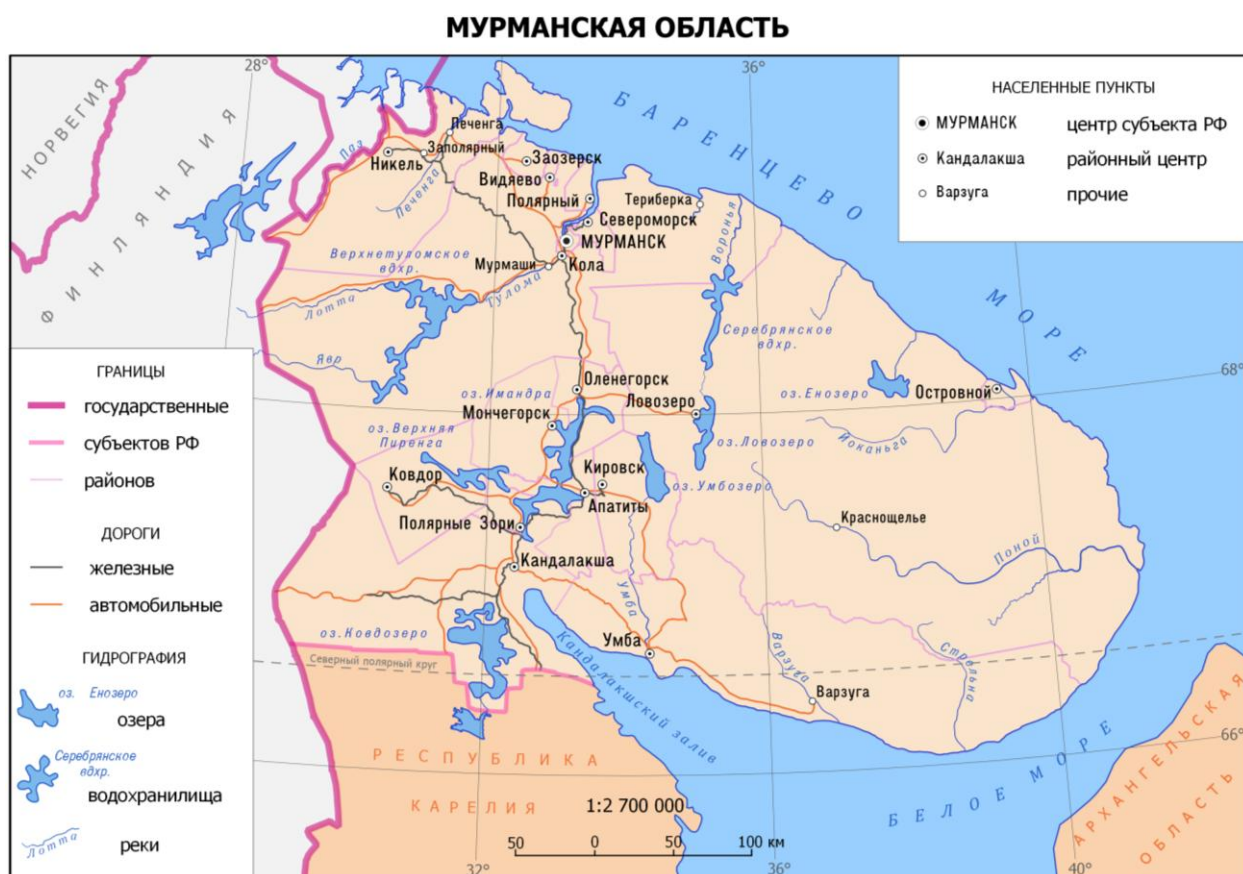 МУРМАНСКАЯ ОБЛАСТЬ
28°
36°
НОРВЕГИЯ
ФИНЛЯНДИЯ
БАРЕНЦЕВО
МОРЕ
НАСЕЛЕННЫЕ ПУНКТЫ
МУРМАНСК
центр субъекта РФ
Кандалакша
районный центр
Варзуга
прочие
Печенга
Паз
Никель
Заполярный
Заозерск
Печенга
Видяево
Полярный
Териберка
Североморск
Воронья
МУРМАНСК
Верхнетуломское
вдхр.
Мурмаши
Кола
Тулома
Лотта
Серебрянское
вдхр.
Явр
68°
ГРАНИЦЫ
государственные
субъектов РФ
районов
ДОРОГИ
железные
автомобильные
ГИДРОГРАФИЯ
оз. Енозеро
озера
Серебрянское
вдхр.
водохранилища
Лотта
реки
Оленегорск
оз.Имандра
Мончегорск
Ловозеро
оз.Енозеро
Островной
оз.Верхняя
Пиренга
оз.Ловозеро
Йоканьга
Ковдор
Кировск
оз.Умбозеро
Апатиты
Полярные Зори
Краснощелье
Поной
Кандалакша
Умба
оз.Ковдозеро
Умба
Северный полярный круг
Кандалакшский залив
Варзуга
Стрельна
Варзуга
66°
РЕСПУБЛИКА
КАРЕЛИЯ
БЕЛОЕ МОРЕ
АРХАНГЕЛЬСКАЯ
ОБЛАСТЬ
1:2 700 000
50
0
50
100 км
32°
36°
40°